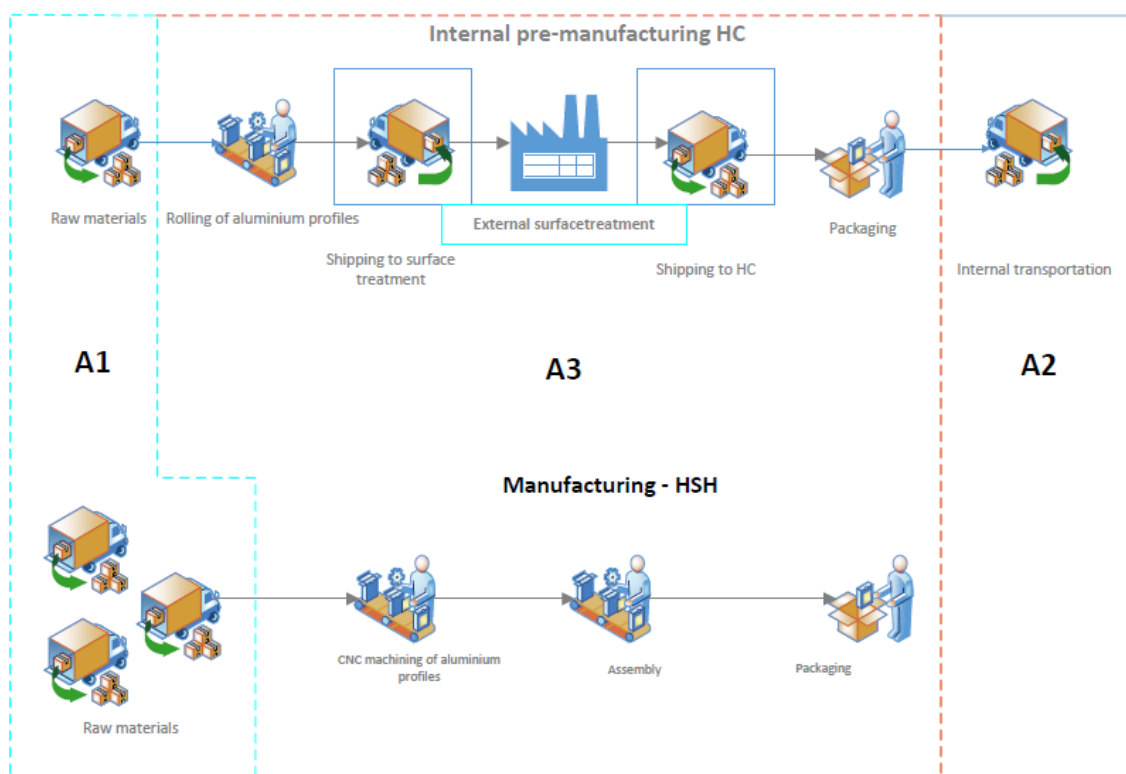 Internal pre-manufacturing HC
Raw materials
Rolling of aluminium profiles
External surfacetreatment
Packaging
Shipping to surface
treatment
Shipping to HC
Internal transportation
A1
A3
A2
Manufacturing - HSH
CNC machining of aluminium
profiles
Assembly
Packaging
Raw materials